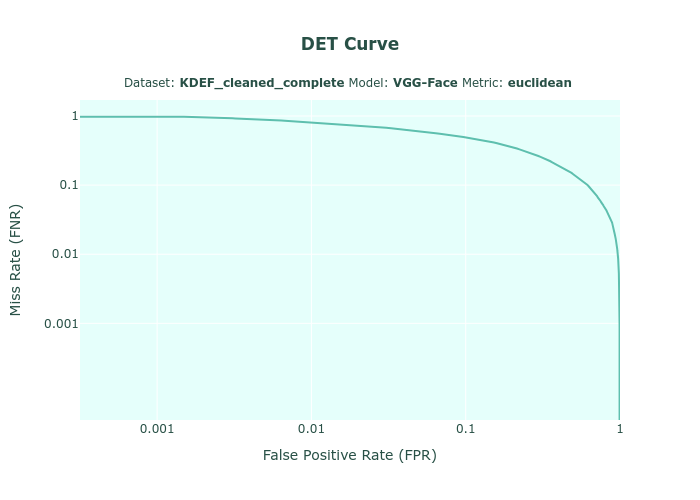 DET Curve
Dataset: KDEF_cleaned_complete Model: VGG-Face Metric: euclidean
1
0.1
0.01
0.001
Miss Rate (FNR)
0.001 0.01 0.1 1
False Positive Rate (FPR)